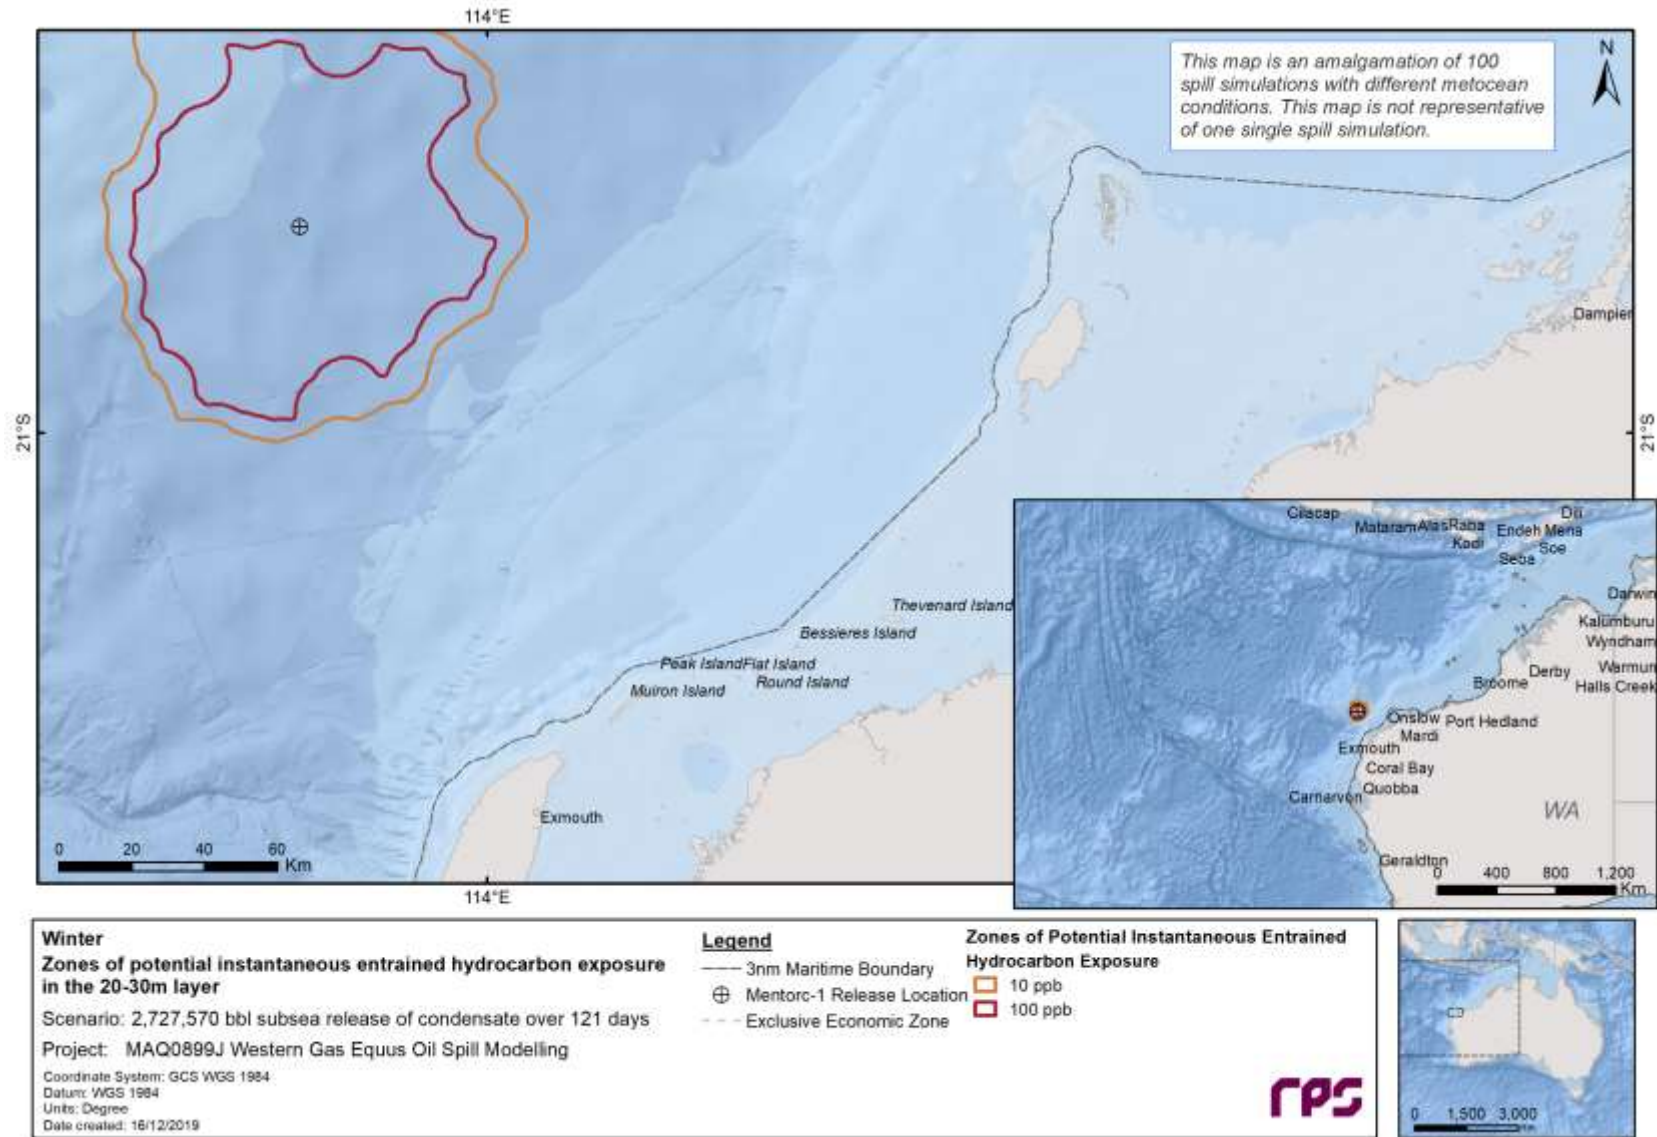 114°E
This map is an amalgamation of 100
spill simulations with different metocean
conditions. This map is not representative
of one single spill simulation.
N
Dampier
21°S
21°S
Thevenard Island
Bessieres Island
Peak Island
Flat Island
Round Island
Muiron Island
Exmouth
0 20 40 60
Km
114°E
Cilacap
Mataram
Alas
Raba
Kodi
Endeh
Mena
Dili
Soe
Seba
Darwin
Kalumburu
Wyndham
Warmun
Halls Creek
Derby
Broome
Port Hedland
Onslow
Mardi
Exmouth
Coral Bay
Quobba
Carnarvon
WA
Geraldton
0 400 800 1,200
Km
Winter
Zones of potential instantaneous entrained hydrocarbon exposure
in the 20-30m layer
Scenario: 2,727,570 bbl subsea release of condensate over 121 days
Project: MAQ0899J Western Gas Equus Oil Spill Modelling
Coordinate System: GCS WGS 1984
Datum: WGS 1984
Units: Degree
Date created: 16/12/2019
Legend
3nm Maritime Boundary
Mentorc-1 Release Location
Exclusive Economic Zone
Zones of Potential Instantaneous Entrained
Hydrocarbon Exposure
10 ppb
100 ppb
rps
0 1,500 3,000